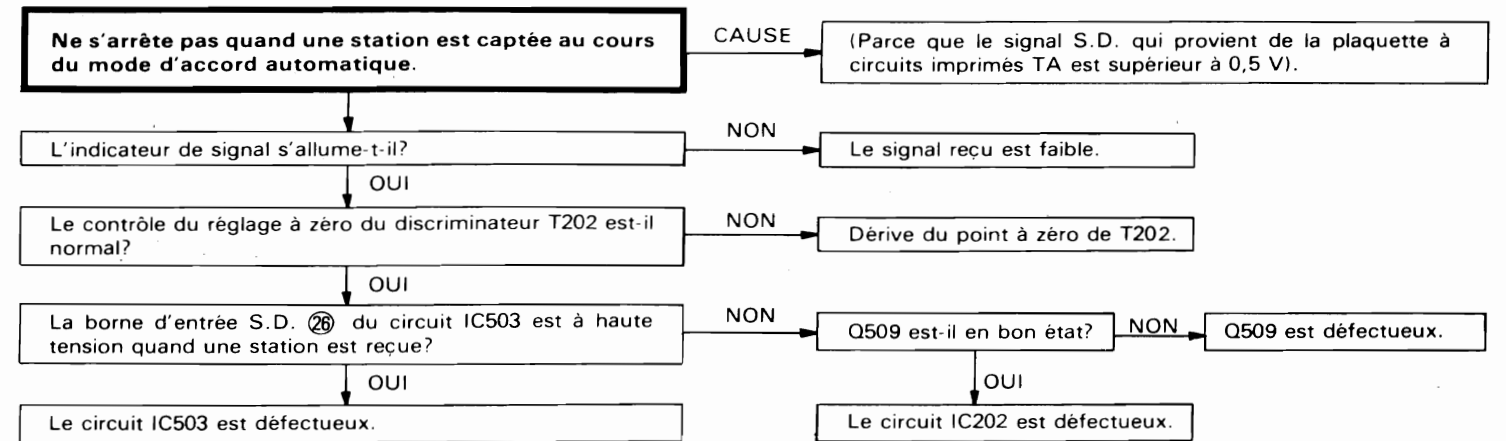 Ne s'arrête pas quand une station est captée au cours
du mode d'accord automatique.
CAUSE
(Parce que le signal S.D. qui provient de la plaquette à
circuits imprimés TA est supérieur à 0,5 V).
L'indicateur de signal s'allume-t-il?
NON
Le signal reçu est faible.
OUI
Le contrôle du réglage à zéro du discriminateur T202 est-il
normal?
NON
Dérive du point à zéro de T202.
OUI
La borne d'entrée S.D. ㉖ du circuit IC503 est à haute
tension quand une station est reçue?
NON
Q509 est-il en bon état?
NON
Q509 est défectueux.
OUI
OUI
Le circuit IC503 est défectueux.
Le circuit IC202 est défectueux.